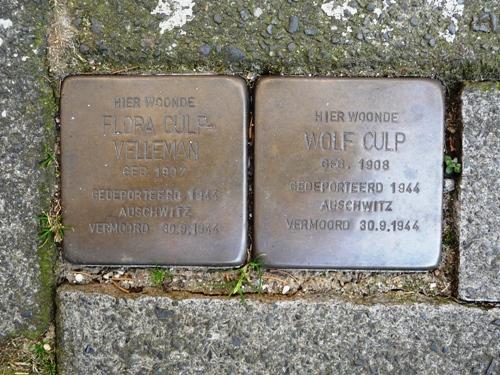 HIER WOONDE
FLORA CULP-
VELLEMAN
GEB. 1907
GEDEPORTEERD 1944
AUSCHWITZ
VERMOORD 30.9.1944
HIER WOONDE
WOLF CULP
GEB. 1908
GEDEPORTEERD 1944
AUSCHWITZ
VERMOORD 30.9.1944